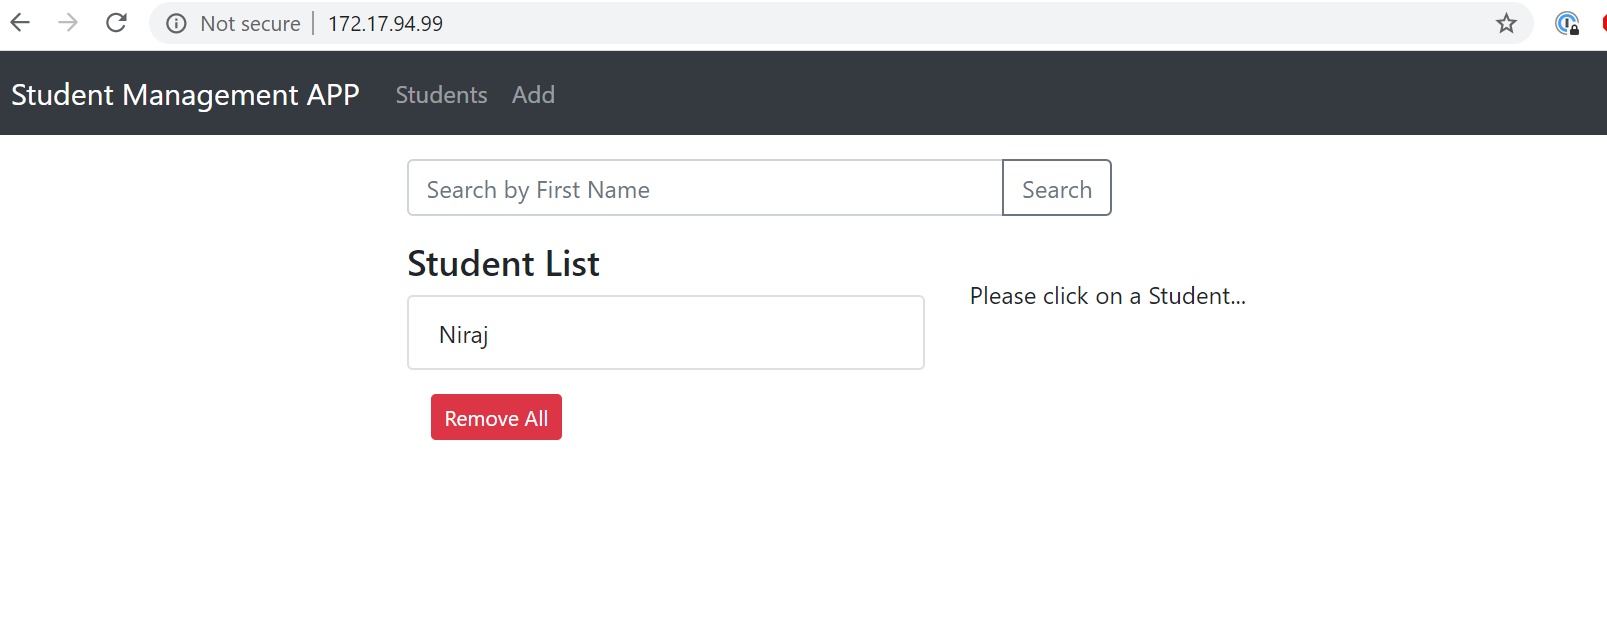 Not secure | 172.17.94.99
Student Management APP Students Add
Search by First Name Search
Student List
Please click on a Student...
Niraj
Remove All